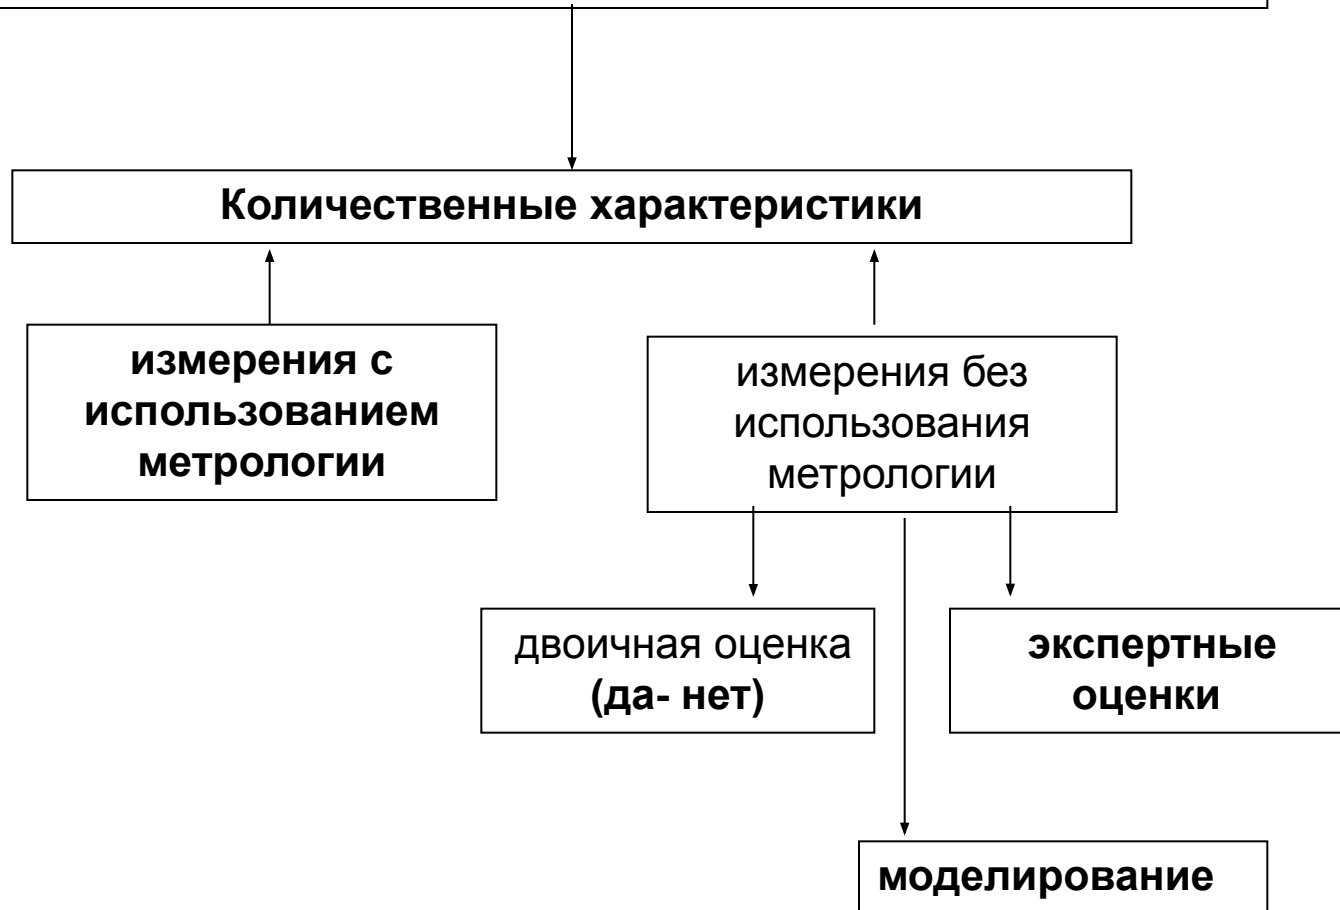 Количественные характеристики
измерения с
использованием
метрологии
измерения без
использования
метрологии
двоичная оценка
(да- нет)
экспертные
оценки
моделирование